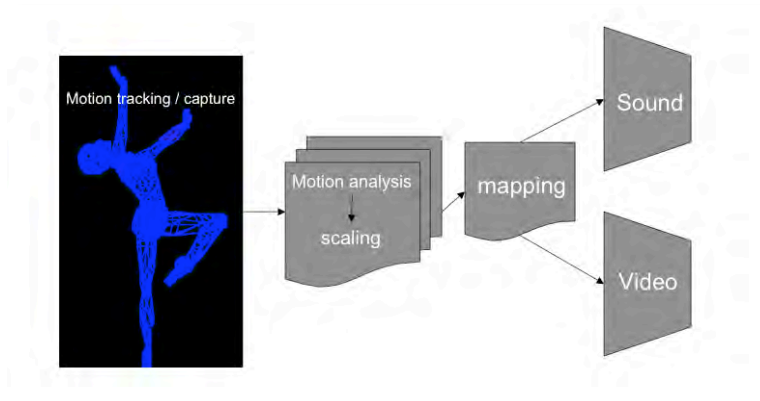 Motion tracking / capture
Motion analysis
scaling
mapping
Sound
Video